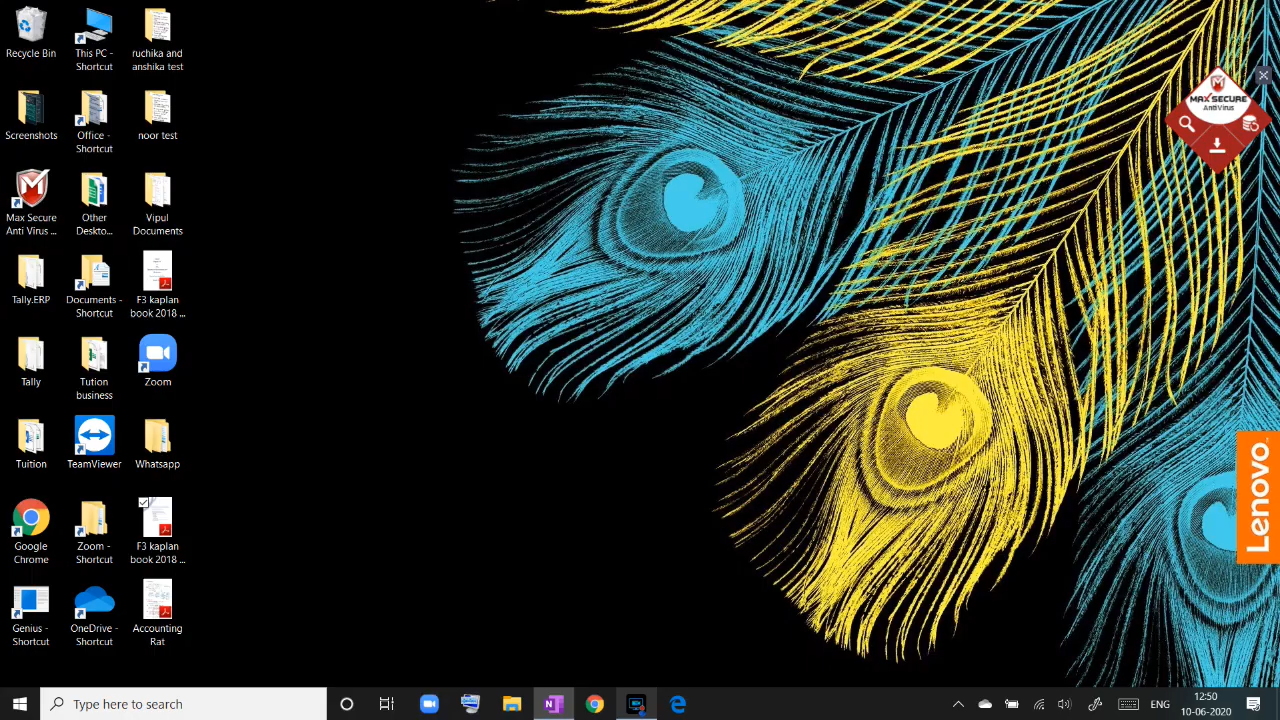 Recycle Bin
This PC -
Shortcut
ruchika and
anshika test
Screenshots
Office -
Shortcut
noor test
Max Secure
Anti Virus ...
Other
Deskto...
Vipul
Documents
Tally.ERP
Documents -
Shortcut
F3 kaplan
book 2018 ...
Tally
Tution
business
Zoom
Tuition
TeamViewer
Whatsapp
Google
Chrome
Zoom -
Shortcut
F3 kaplan
book 2018 ...
Genius -
Shortcut
OneDrive -
Shortcut
Accounting
Rat
MAX SECURE
AntiVirus
Lenovo
Type here to search
ENG
12:50
10-06-2020